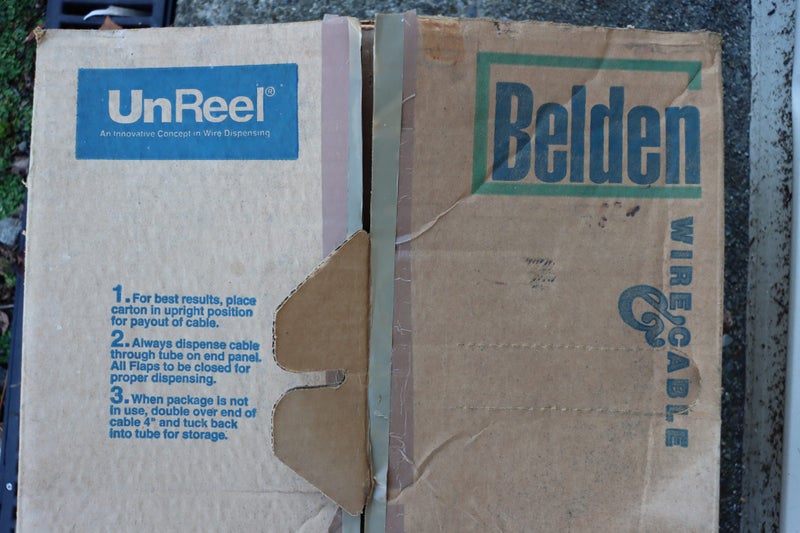 UnReel®
An Innovative Concept in Wire Dispensing
1. For best results, place
carton in upright position
for payout of cable.
2. Always dispense cable
through tube on end panel.
All Flaps to be closed for
proper dispensing.
3. When package is not
in use, double over end of
cable 4" and tuck back
into tube for storage.
Belden
WIRE & CABLE